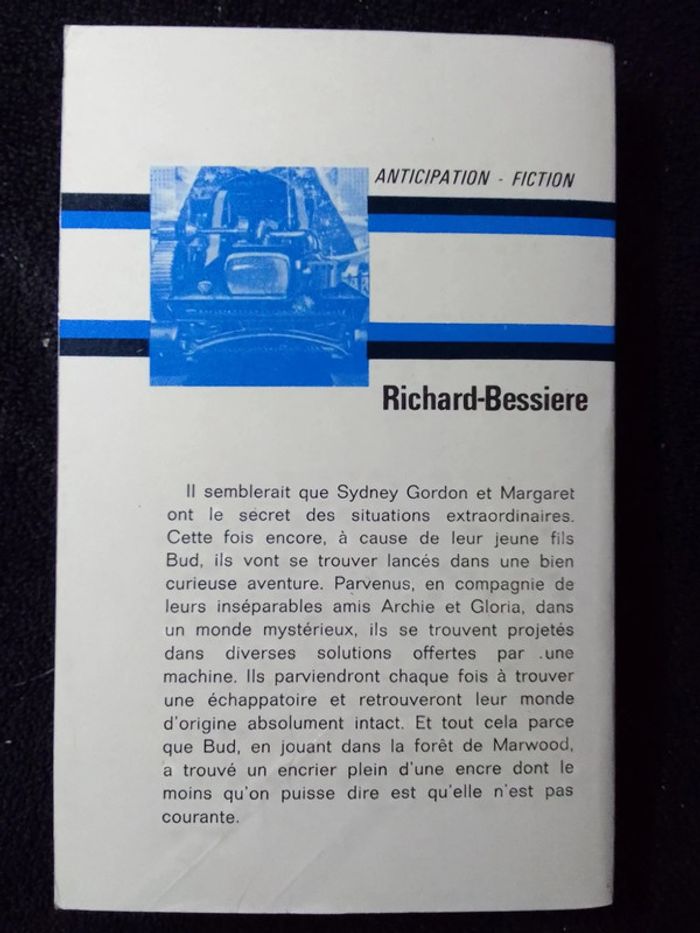 ANTICIPATION - FICTION
Richard-Bessiere
Il semblerait que Sydney Gordon et Margaret
ont le secret des situations extraordinaires.
Cette fois encore, à cause de leur jeune fils
Bud, ils vont se trouver lancés dans une bien
curieuse aventure. Parvenus, en compagnie de
leurs inséparables amis Archie et Gloria, dans
un monde mystérieux, ils se trouvent projetés
dans diverses solutions offertes par .une
machine. Ils parviendront chaque fois à trouver
une échappatoire et retrouveront leur monde
d'origine absolument intact. Et tout cela parce
que Bud, en jouant dans la forêt de Marwood,
a trouvé un encrier plein d'une encre dont le
moins qu'on puisse dire est qu'elle n'est pas
courante.